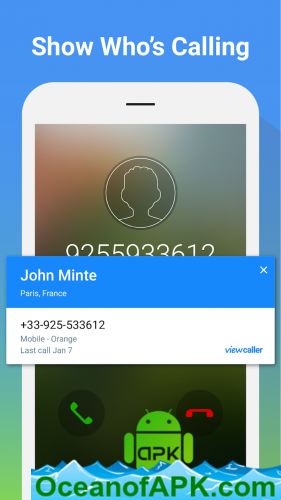 Show Who's Calling
9255933612
John Minte
Paris, France
+33-925-533612
Mobile - Orange
Last call Jan 7
viewcaller
APK
OceanofAPK.com